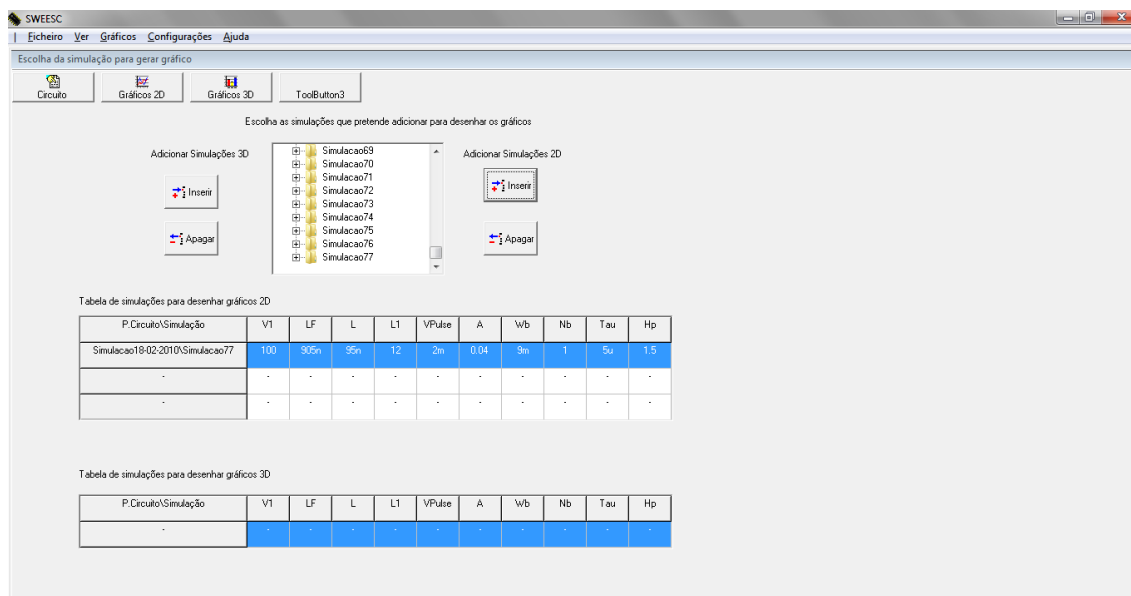 SWEESC
Ficheiro Ver Gráficos Configurações Ajuda
Escolha da simulação para gerar gráfico
Circuito Gráficos 2D Gráficos 3D ToolButton3
Escolha as simulações que pretende adicionar para desenhar os gráficos
Adicionar Simulações 3D
Inserir
Apagar
Simulacao69
Simulacao70
Simulacao71
Simulacao72
Simulacao73
Simulacao74
Simulacao75
Simulacao76
Simulacao77
Adicionar Simulações 2D
Inserir
Apagar
Tabela de simulações para desenhar gráficos 2D
P.Circuito\Simulação V1 LF L L1 VPulse A Wb Nb Tau Hp
Simulacao18-02-2010\Simulacao77 100 905n 95n 12 2m 0.04 9m 1 5u 1.5
- - - - - - - - - - -
- - - - - - - - - - -
Tabela de simulações para desenhar gráficos 3D
P.Circuito\Simulação V1 LF L L1 VPulse A Wb Nb Tau Hp
- - - - - - - - - - -